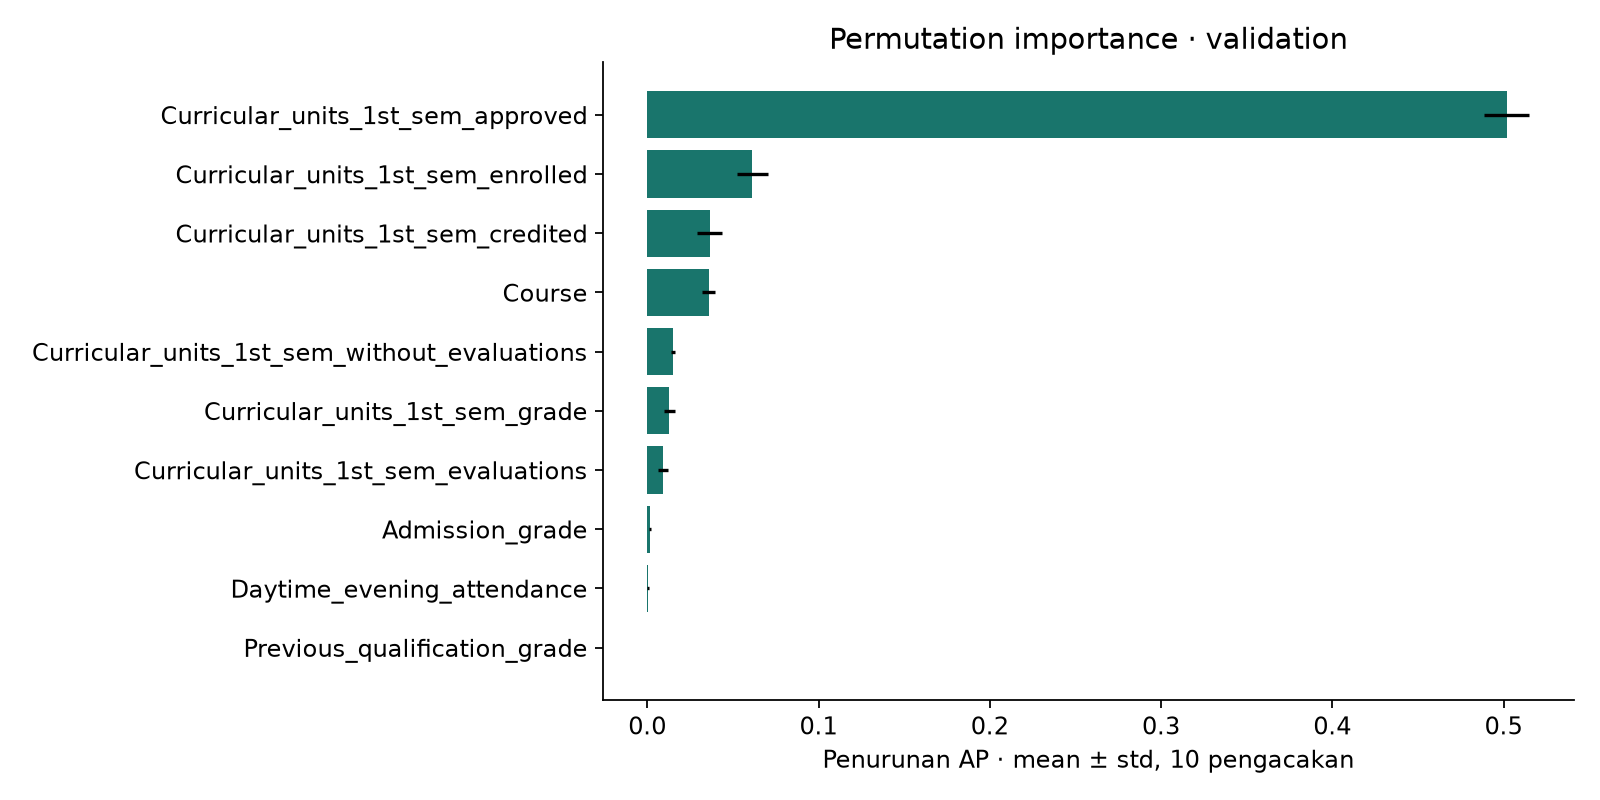 Permutation importance · validation
Curricular_units_1st_sem_approved
Curricular_units_1st_sem_enrolled
Curricular_units_1st_sem_credited
Course
Curricular_units_1st_sem_without_evaluations
Curricular_units_1st_sem_grade
Curricular_units_1st_sem_evaluations
Admission_grade
Daytime_evening_attendance
Previous_qualification_grade
0.0 0.1 0.2 0.3 0.4 0.5
Penurunan AP · mean ± std, 10 pengacakan